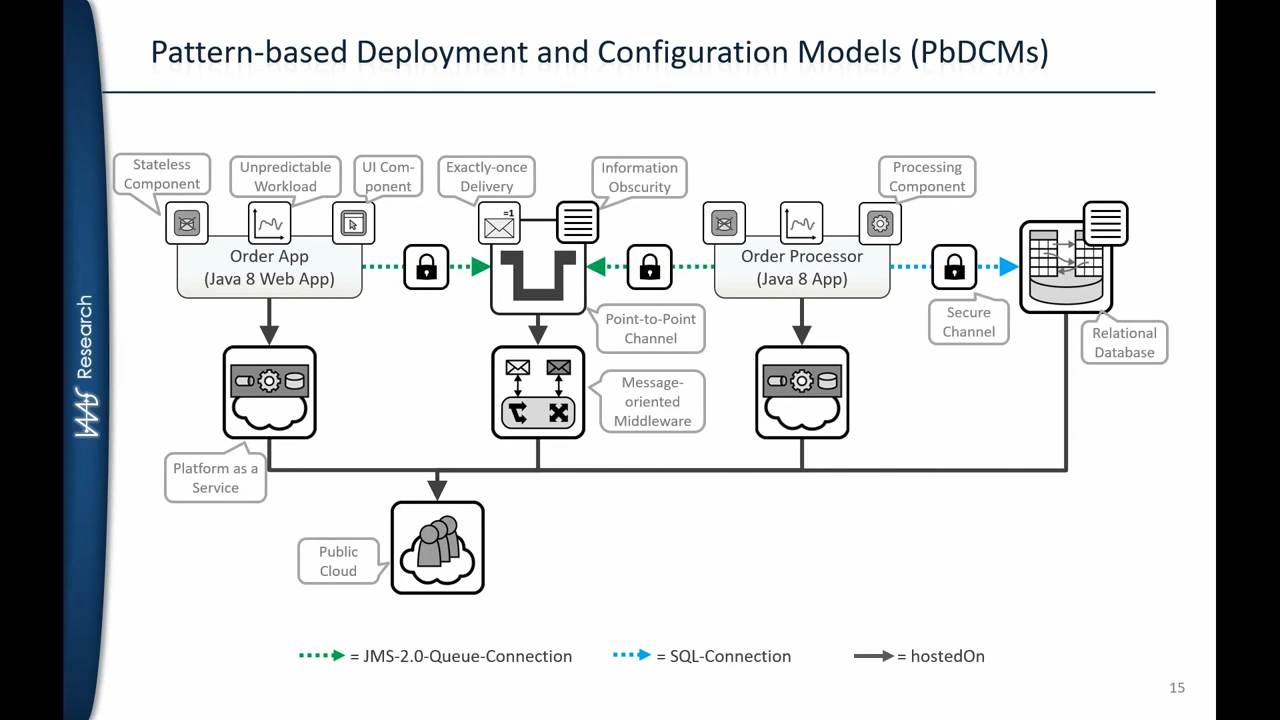 Pattern-based Deployment and Configuration Models (PbDCMs)
Stateless
Component
Unpredictable
Workload
UI Com-
ponent
Exactly-once
Delivery
Information
Obscurity
Processing
Component
=1
Order App
(Java 8 Web App)
Order Processor
(Java 8 App)
Point-to-Point
Channel
Secure
Channel
Relational
Database
Message-
oriented
Middleware
Platform as a
Service
Public
Cloud
IAAS Research
= JMS-2.0-Queue-Connection
= SQL-Connection
= hostedOn
15